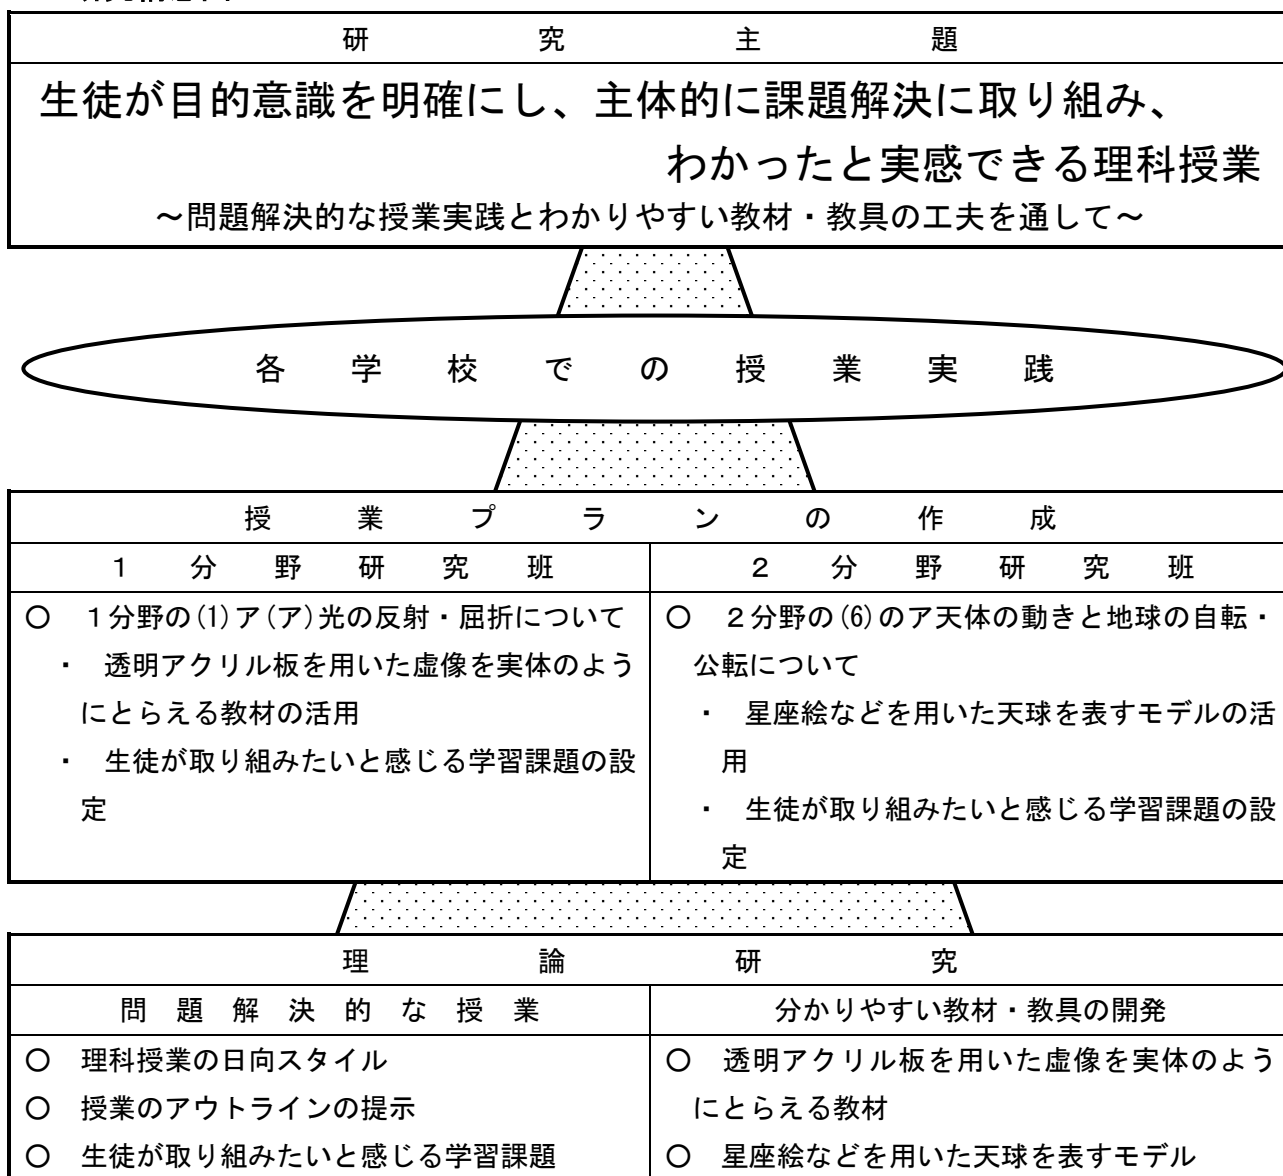 研究主題
生徒が目的意識を明確にし、主体的に課題解決に取り組み、
わかったと実感できる理科授業
～問題解決的な授業実践とわかりやすい教材・教具の工夫を通して～
各学校での授業実践
授業プランの作成
１分野研究班
○　１分野の(1)ア(ア)光の反射・屈折について
・　透明アクリル板を用いた虚像を実体のよう
にとらえる教材の活用
・　生徒が取り組みたいと感じる学習課題の設
定
２分野研究班
○　２分野の(6)のア天体の動きと地球の自転・
公転について
・　星座絵などを用いた天球を表すモデルの活
用
・　生徒が取り組みたいと感じる学習課題の設
定
理論研究
問題解決的な授業
○　理科授業の日向スタイル
○　授業のアウトラインの提示
○　生徒が取り組みたいと感じる学習課題
分かりやすい教材・教具の開発
○　透明アクリル板を用いた虚像を実体のよう
にとらえる教材
○　星座絵などを用いた天球を表すモデル